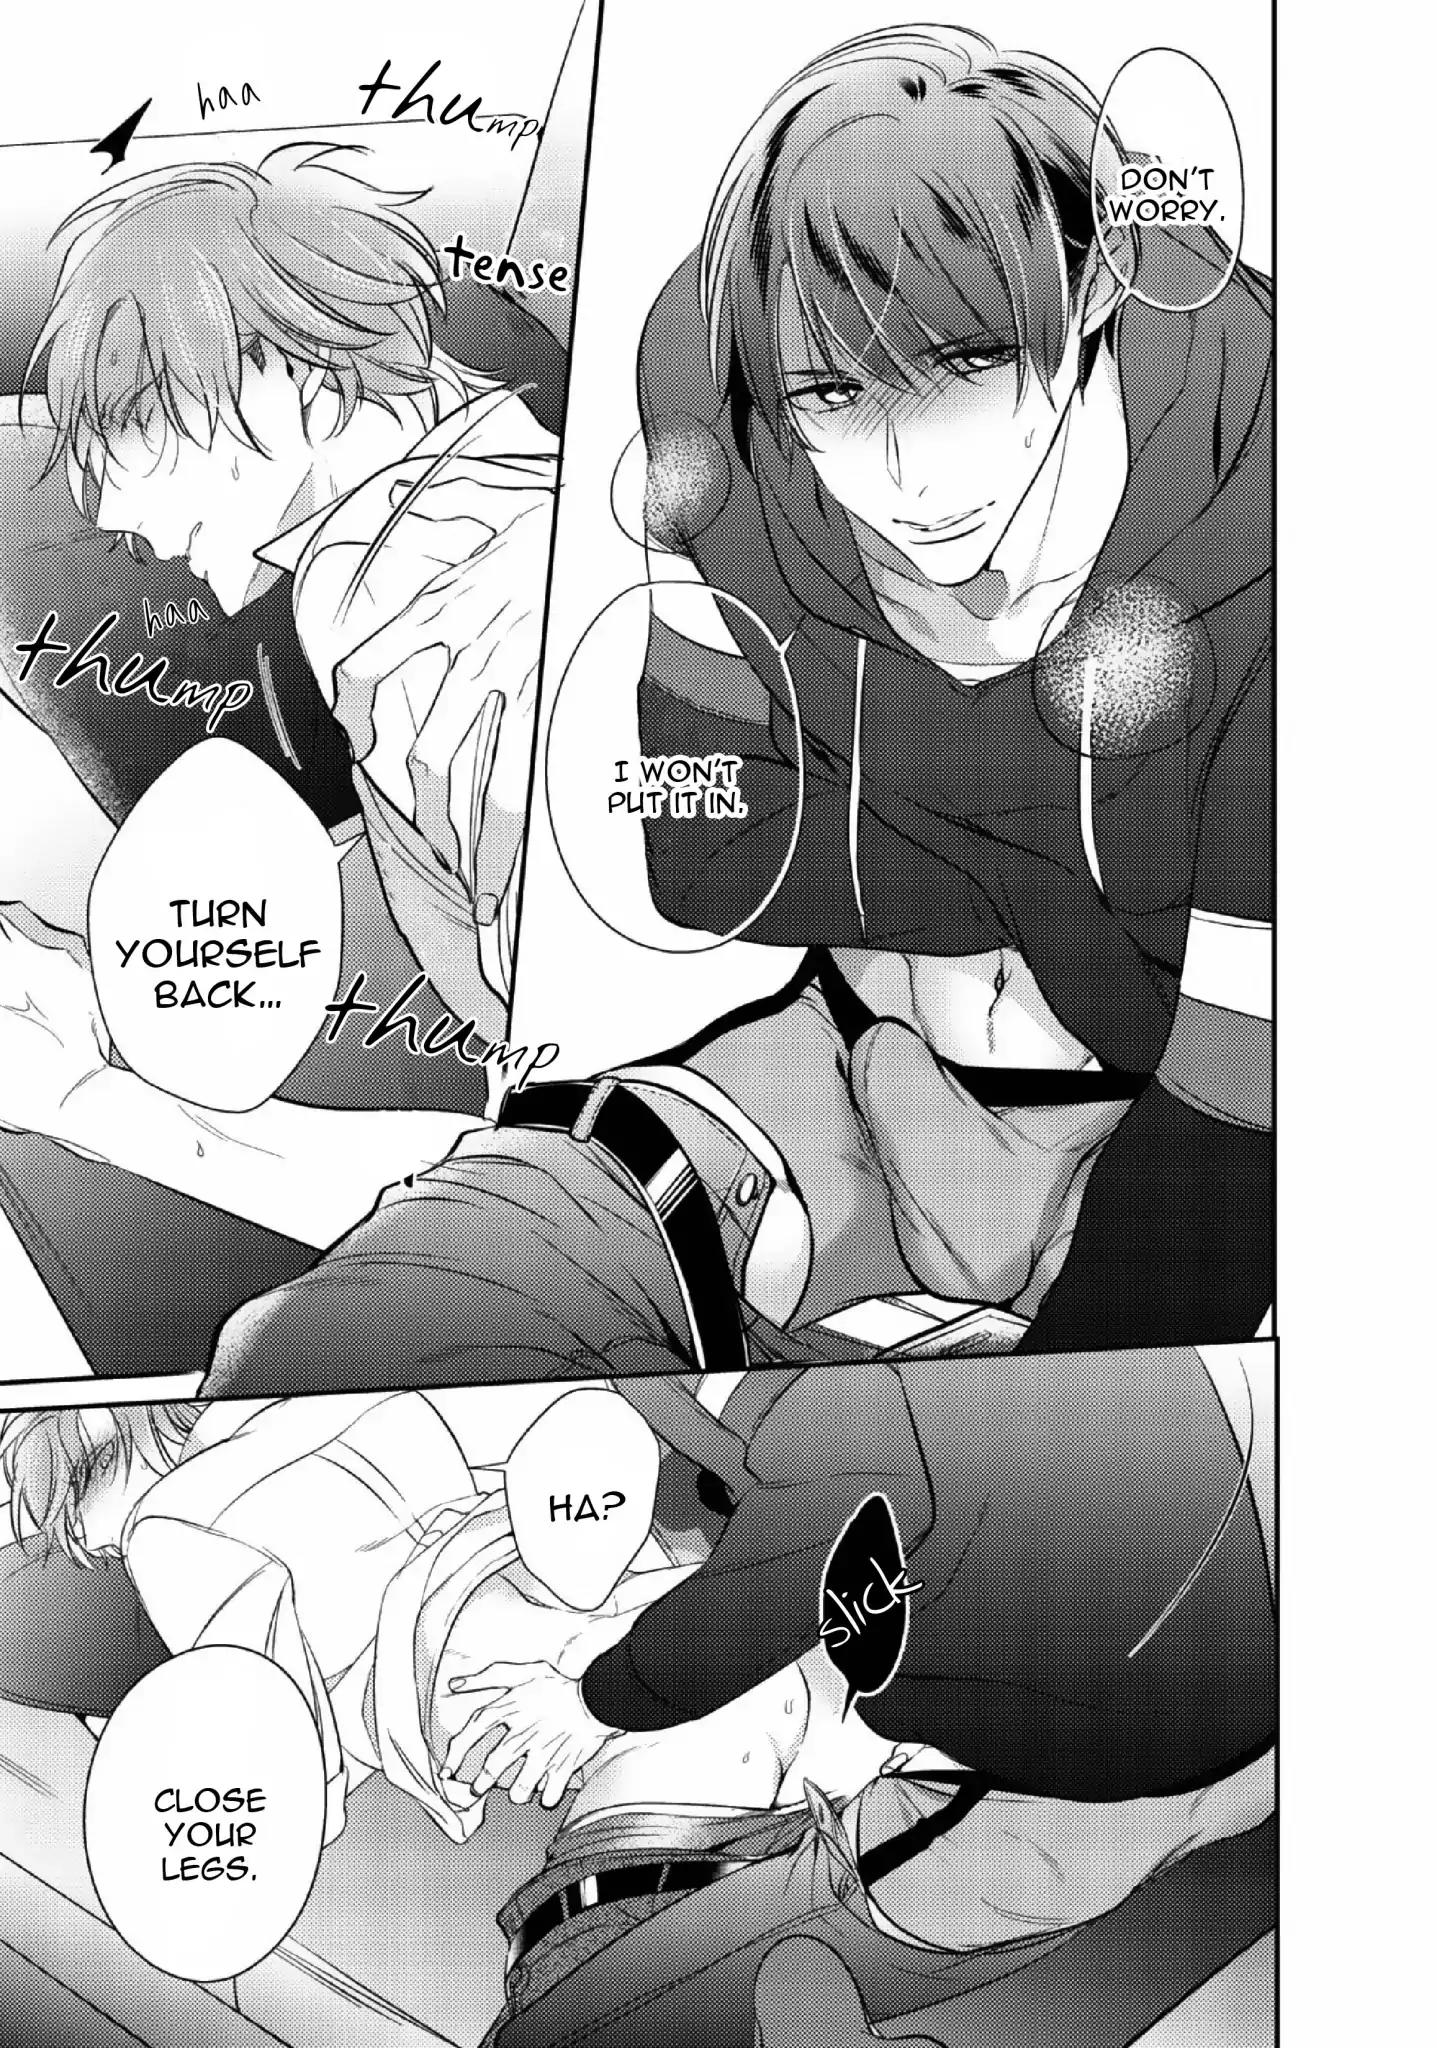 DON'T
WORRY.
I WON'T
PUT IT IN.
haa
thump
tense
haa
thump
TURN
YOURSELF
BACK...
thump
HA?
slick
CLOSE
YOUR
LEGS.